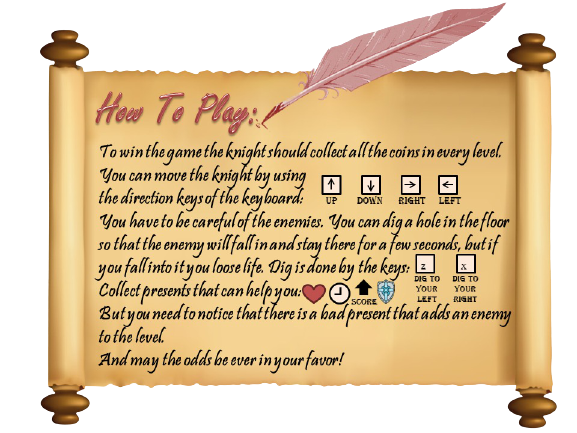 How To Play:
To win the game the knight should collect all the coins in every level.
You can move the knight by using
the direction keys of the keyboard:
↑ ↓ → ←
UP DOWN RIGHT LEFT
You have to be careful of the enemies. You can dig a hole in the floor
so that the enemy will fall in and stay there for a few seconds, but if
you fall into it you loose life. Dig is done by the keys: z x
DIG TO YOUR LEFT
DIG TO YOUR RIGHT
Collect presents that can help you: SCORE
But you need to notice that there is a bad present that adds an enemy
to the level.
And may the odds be ever in your favor!